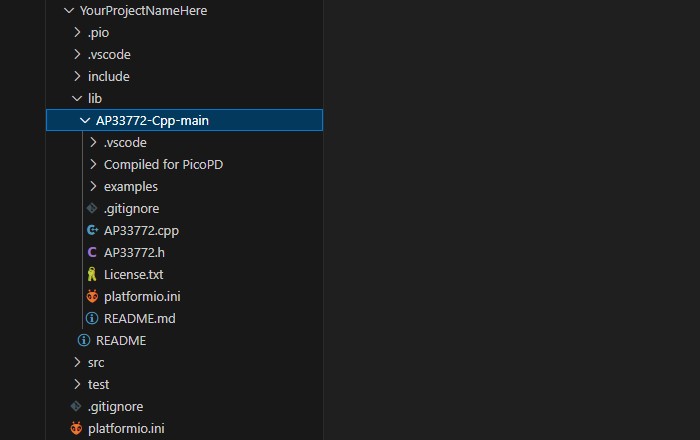 YourProjectNameHere
.pio
.vscode
include
lib
AP33772-Cpp-main
.vscode
Compiled for PicoPD
examples
.gitignore
AP33772.cpp
C AP33772.h
License.txt
platformio.ini
README.md
README
src
test
.gitignore
platformio.ini